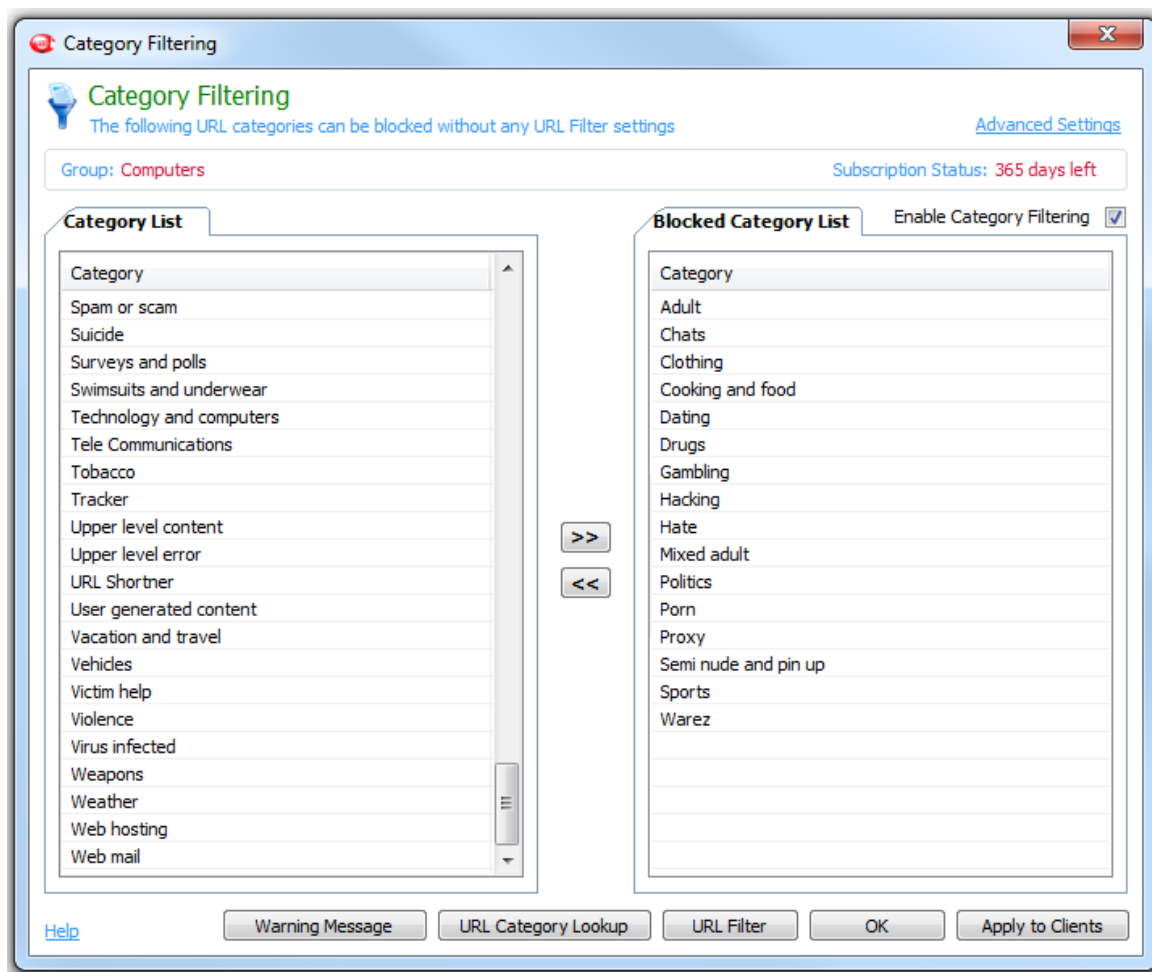 Category Filtering
X
Category Filtering
The following URL categories can be blocked without any URL Filter settings
Advanced Settings
Group: Computers
Subscription Status: 365 days left
Category List
Category
Spam or scam
Suicide
Surveys and polls
Swimsuits and underwear
Technology and computers
Tele Communications
Tobacco
Tracker
Upper level content
Upper level error
URL Shortner
User generated content
Vacation and travel
Vehicles
Victim help
Violence
Virus infected
Weapons
Weather
Web hosting
Web mail
>>
<<
Blocked Category List
Enable Category Filtering
Category
Adult
Chats
Clothing
Cooking and food
Dating
Drugs
Gambling
Hacking
Hate
Mixed adult
Politics
Porn
Proxy
Semi nude and pin up
Sports
Warez
Help
Warning Message
URL Category Lookup
URL Filter
OK
Apply to Clients